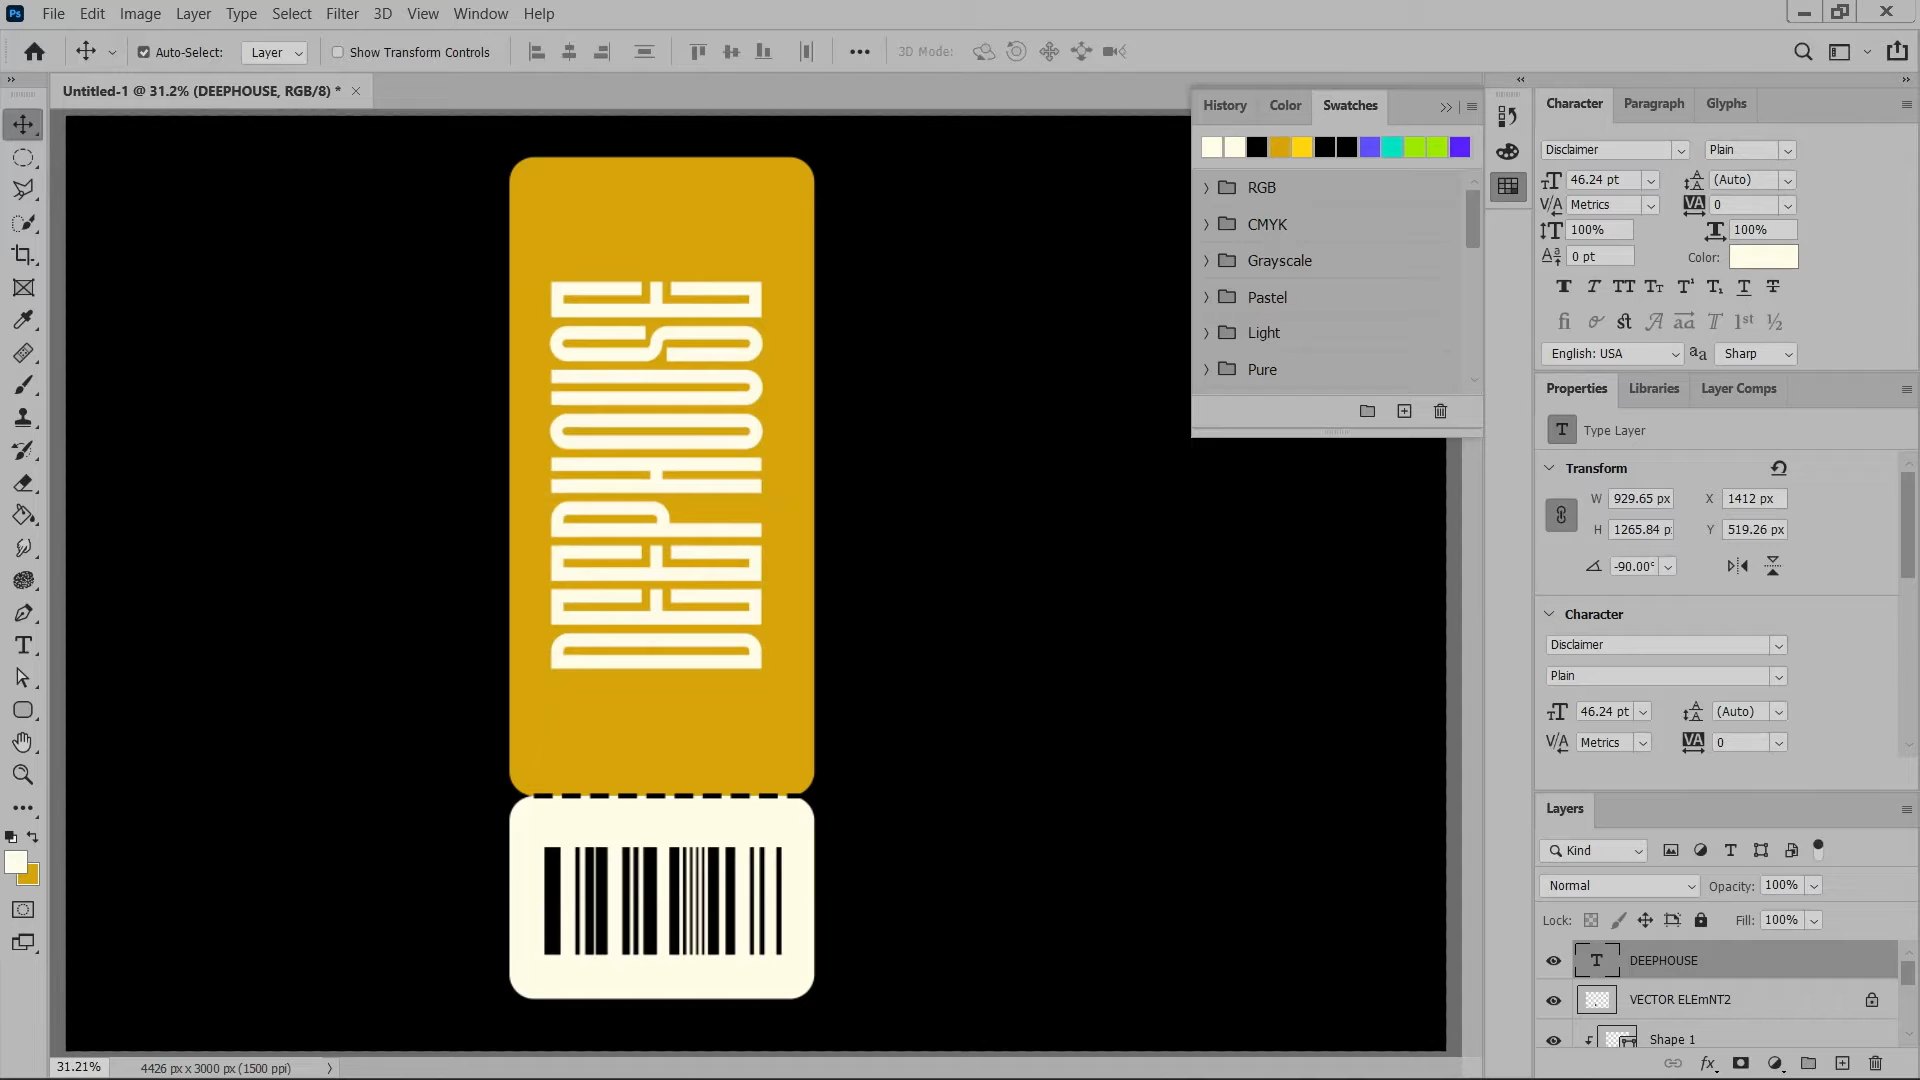 Ps File Edit Image Layer Type Select Filter 3D View Window Help
Auto-Select: Layer Show Transform Controls 3D Mode:
Untitled-1 @ 31.2% (DEEPHOUSE, RGB/8) *
DEEPHOUSE
History Color Swatches
RGB
CMYK
Grayscale
Pastel
Light
Pure
Character Paragraph Glyphs
Disclaimer Plain
46.24 pt (Auto)
Metrics 0
100% 100%
0 pt Color:
English: USA Sharp
Properties Libraries Layer Comps
Type Layer
Transform
W 929.65 px X 1412 px
H 1265.84 p Y 519.26 px
-90.00°
Character
Disclaimer
Plain
46.24 pt (Auto)
Metrics 0
Layers
Kind
Normal Opacity: 100%
Lock: Fill: 100%
DEEPHOUSE
VECTOR ELEmNT2
Shape 1
31.21% 4426 px x 3000 px (1500 ppi)